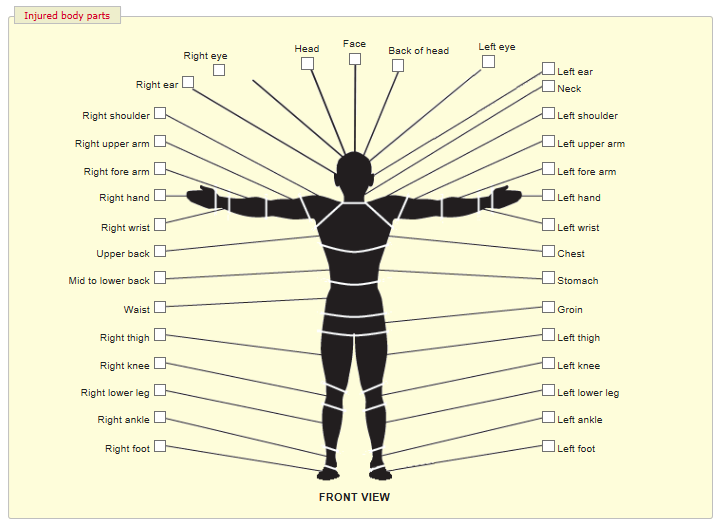 Injured body parts
Face
Head
Back of head
Left eye
Right eye
Left ear
Right ear
Neck
Right shoulder
Left shoulder
Right upper arm
Left upper arm
Right fore arm
Left fore arm
Right hand
Left hand
Right wrist
Left wrist
Upper back
Chest
Mid to lower back
Stomach
Waist
Groin
Right thigh
Left thigh
Right knee
Left knee
Right lower leg
Left lower leg
Right ankle
Left ankle
Right foot
Left foot
FRONT VIEW